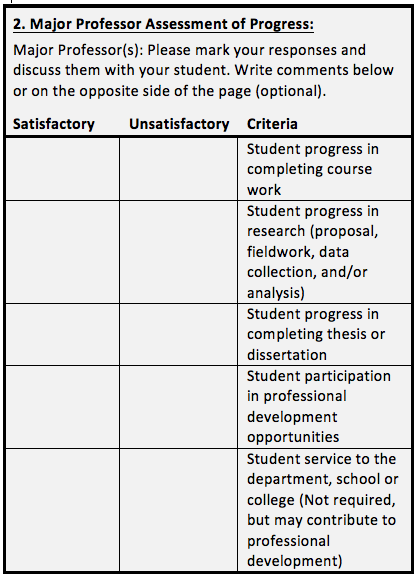 2. Major Professor Assessment of Progress:
Major Professor(s): Please mark your responses and
discuss them with your student. Write comments below
or on the opposite side of the page (optional).
Satisfactory Unsatisfactory Criteria
Student progress in
completing course
work
Student progress in
research (proposal,
fieldwork, data
collection, and/or
analysis)
Student progress in
completing thesis or
dissertation
Student participation
in professional
development
opportunities
Student service to the
department, school or
college (Not required,
but may contribute to
professional
development)